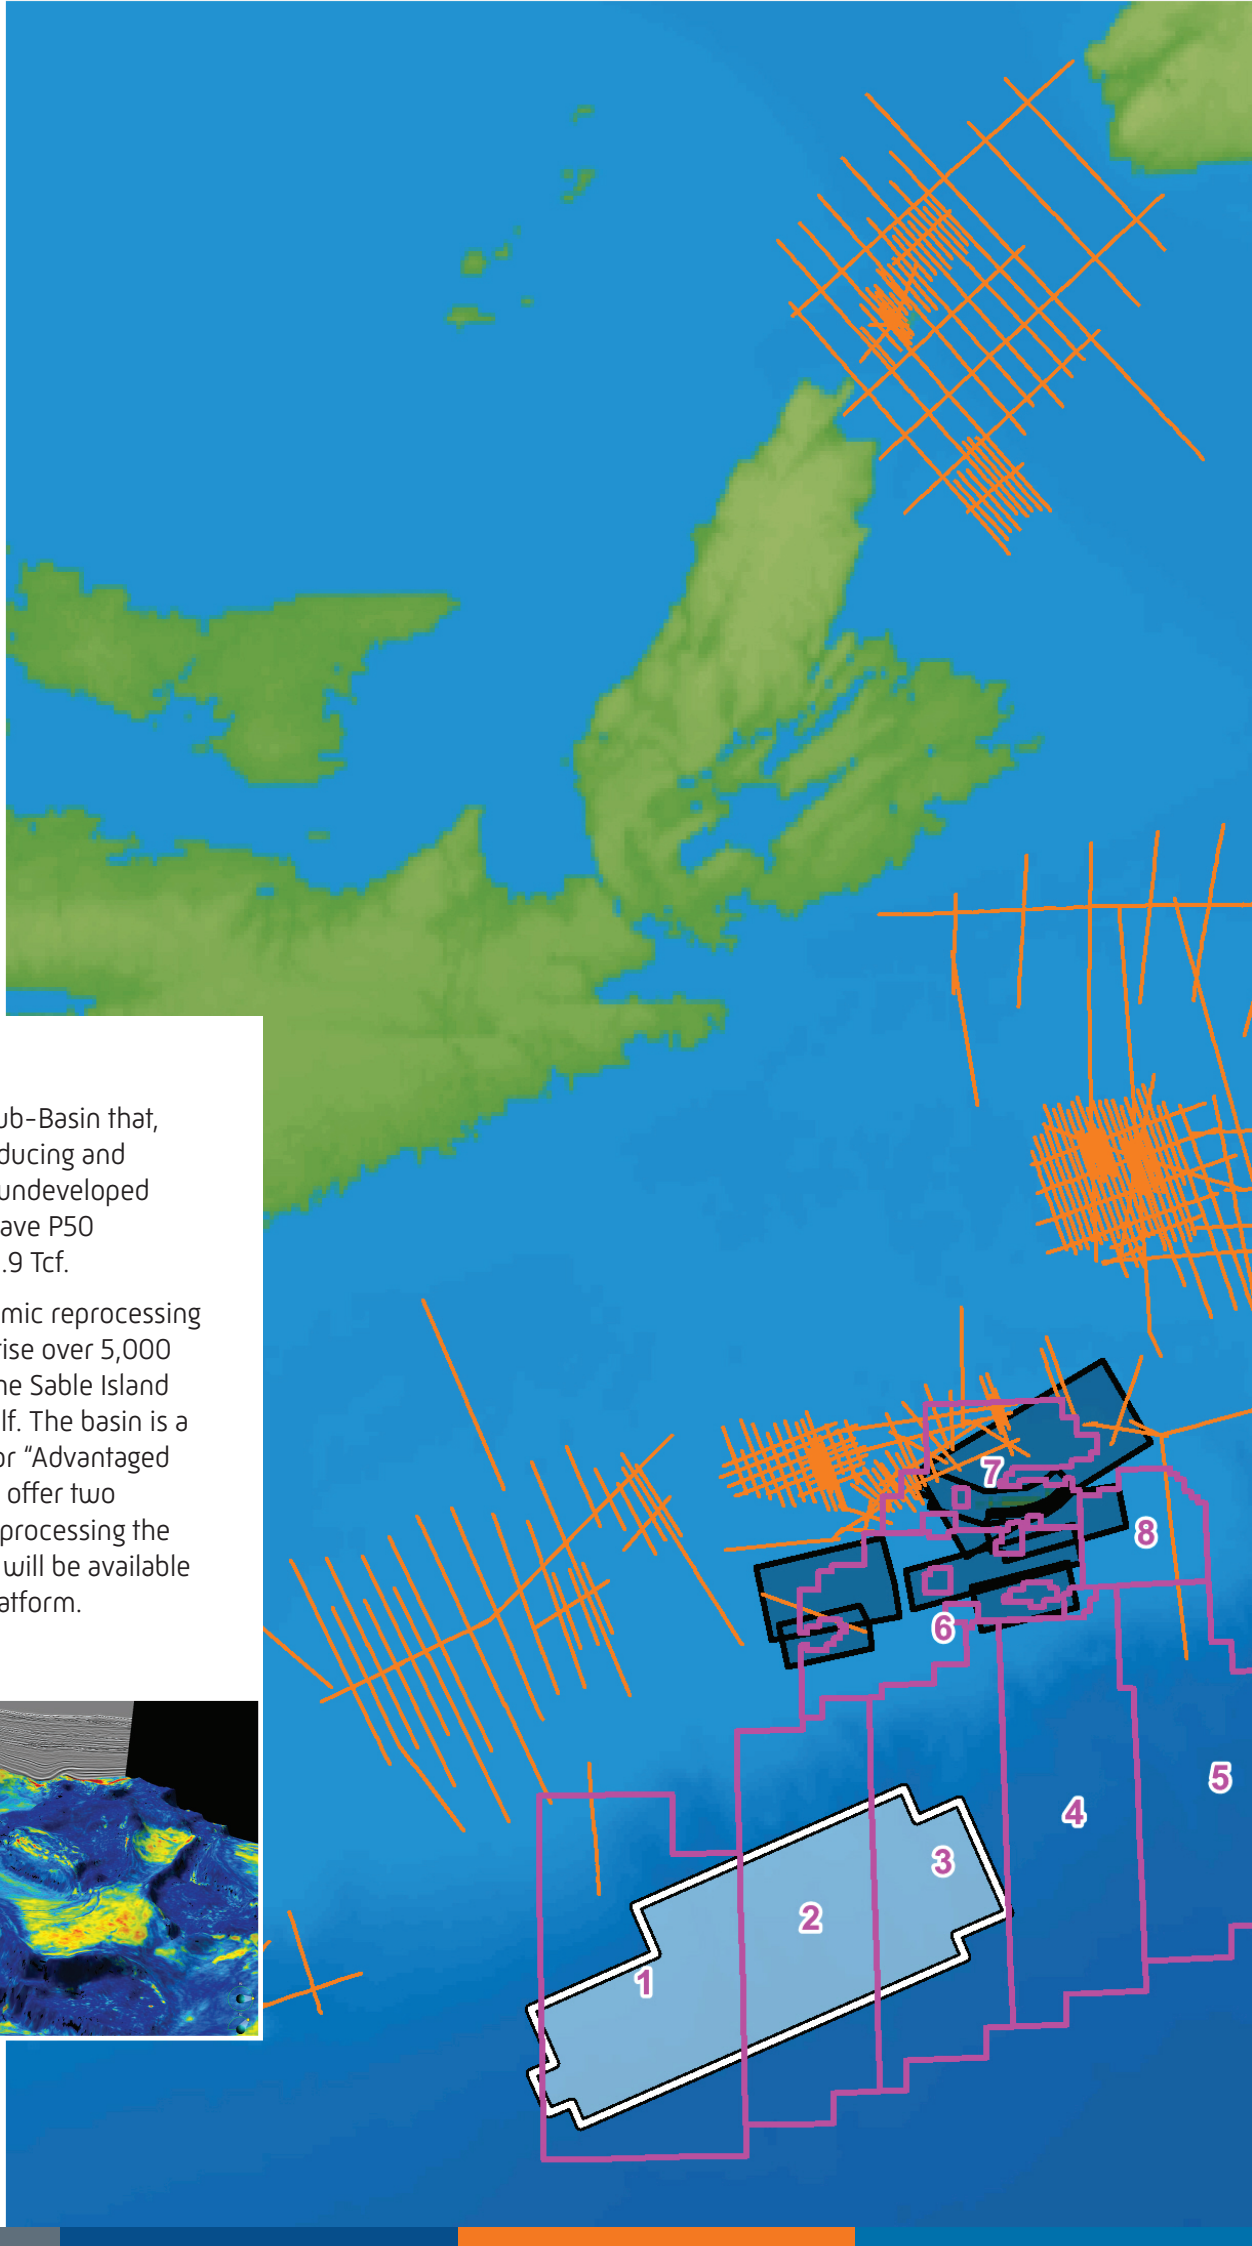 ub-Basin that,
ducing and
undeveloped
ave P50
.9 Tcf.
mic reprocessing
rise over 5,000
ne Sable Island
lf. The basin is a
or “Advantaged
offer two
processing the
will be available
atform.
7
8
6
5
4
3
2
1